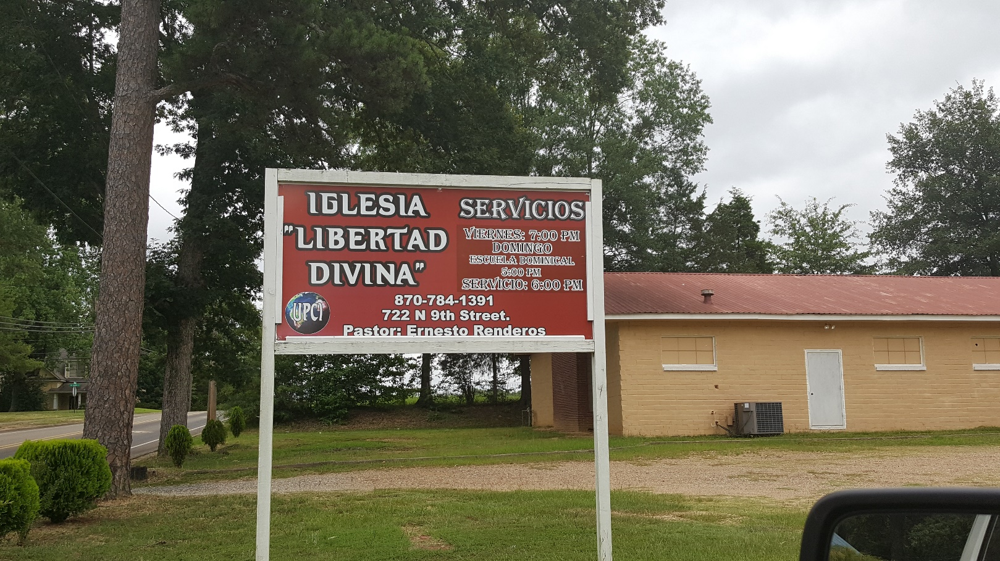 IGLESIA
"LIBERTAD
DIVINA"
SERVICIOS
VIERNES: 7:00 PM
DOMINGO
ESCUELA DOMINICAL
5:00 PM
SERVICIO: 6:00 PM
UPCI
870-784-1391
722 N 9th Street.
Pastor: Ernesto Renderos